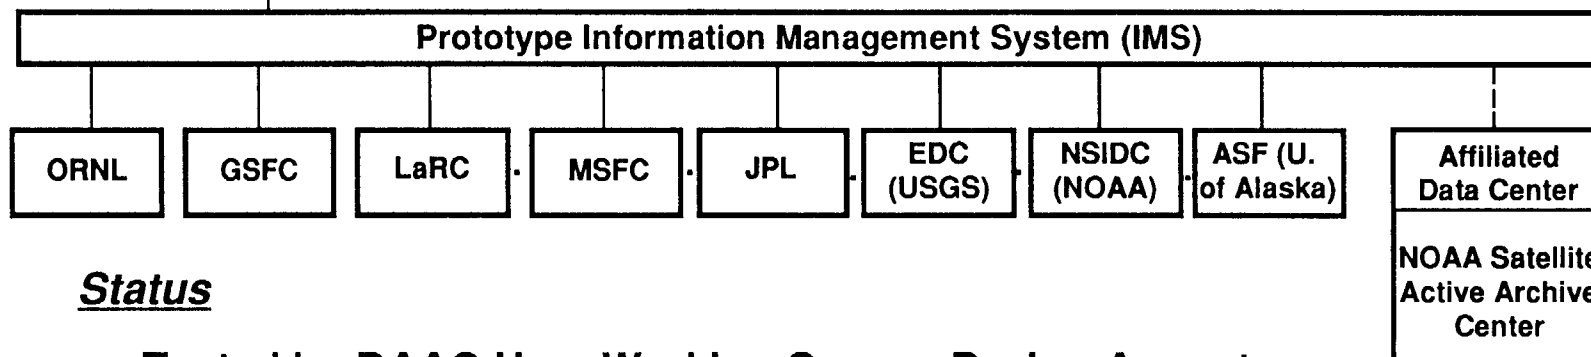 Prototype Information Management System (IMS)
ORNL
GSFC
LaRC
MSFC
JPL
EDC
(USGS)
NSIDC
(NOAA)
ASF (U.
of Alaska)
Affiliated
Data Center
NOAA Satellite
Active Archive
Center
Status